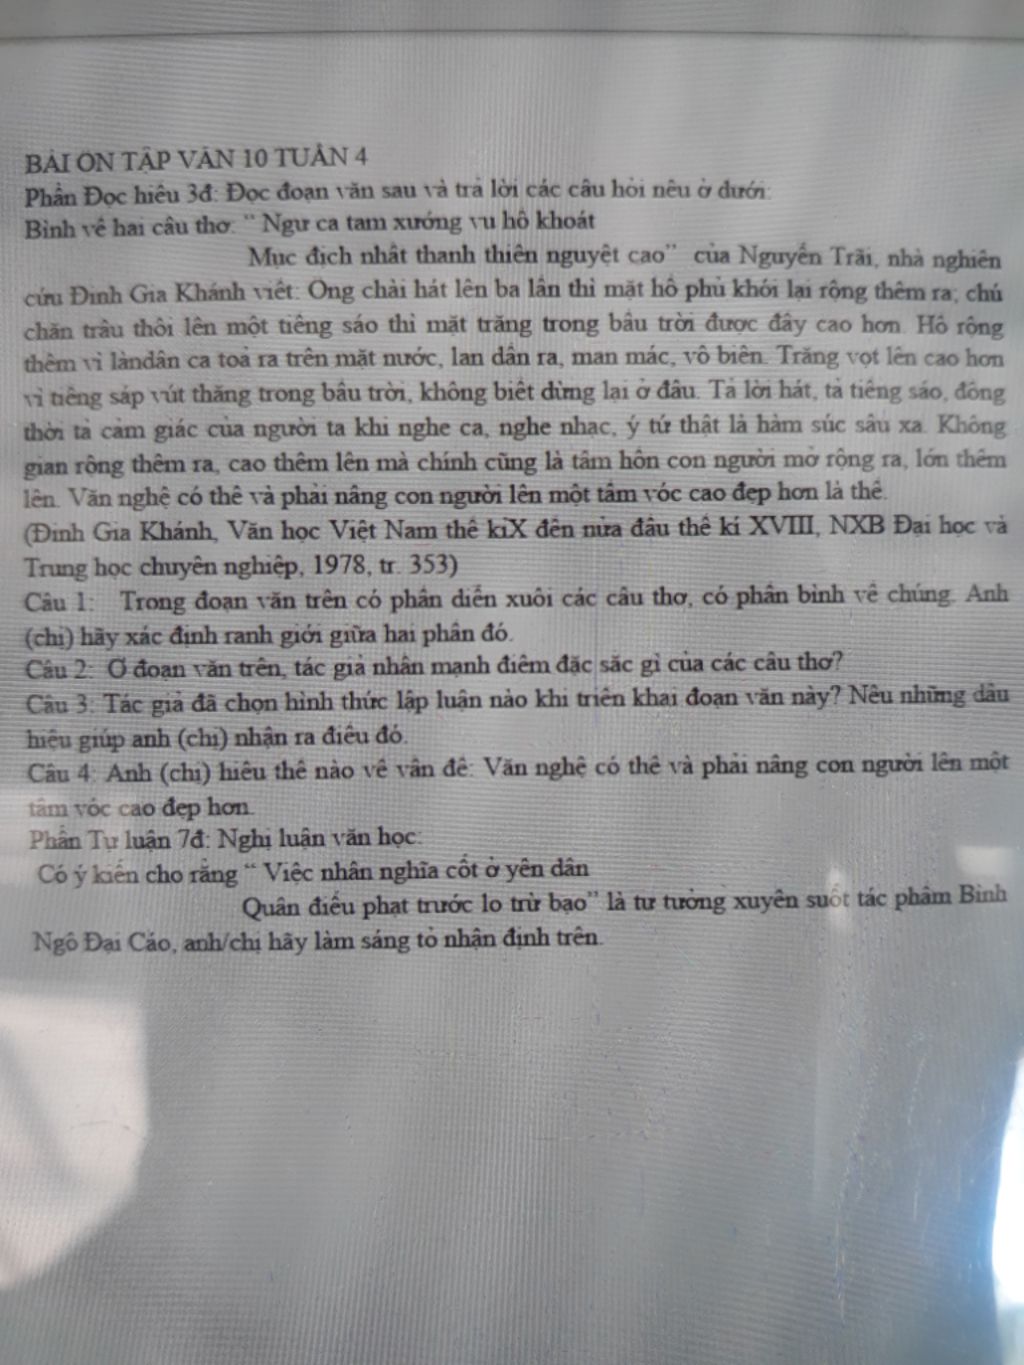 BÀI ÔN TẬP VĂN 10 TUẦN 4
Phần Đọc hiểu 3đ: Đọc đoạn văn sau và trả lời các câu hỏi nêu ở dưới:
Bình về hai câu thơ: “ Ngư ca tam xướng vu hồ khoát
Mục địch nhất thanh thiên nguyệt cao” của Nguyễn Trãi, nhà nghiên
cứu Đinh Gia Khánh viết: Ông chài hát lên ba lần thì mặt hồ phủ khói lại rộng thêm ra; chú
chăn trâu thổi lên một tiếng sáo thì mặt trăng trong bầu trời được đẩy cao hơn. Hồ rộng
thêm vì làndân ca toả ra trên mặt nước, lan dần ra, man mác, vô biên. Trăng vọt lên cao hơn
vì tiếng sáp vút thẳng trong bầu trời, không biết dừng lại ở đâu. Tả lời hát, tả tiếng sáo, đồng
thời tả cảm giác của người ta khi nghe ca, nghe nhạc, ý tứ thật là hàm súc sâu xa. Không
gian rộng thêm ra, cao thêm lên mà chính cũng là tâm hồn con người mở rộng ra, lớn thêm
lên. Văn nghệ có thể và phải nâng con người lên một tầm vóc cao đẹp hơn là thế.
(Đinh Gia Khánh, Văn học Việt Nam thế kỉX đến nửa đầu thế kỉ XVIII, NXB Đại học và
Trung học chuyên nghiệp, 1978, tr. 353)
Câu 1: Trong đoạn văn trên có phần diễn xuôi các câu thơ, có phần bình về chúng. Anh
(chị) hãy xác định ranh giới giữa hai phần đó.
Câu 2: Ở đoạn văn trên, tác giả nhấn mạnh điểm đặc sắc gì của các câu thơ?
Câu 3: Tác giả đã chọn hình thức lập luận nào khi triển khai đoạn văn này? Nêu những dấu
hiệu giúp anh (chị) nhận ra điều đó.
Câu 4: Anh (chị) hiểu thế nào về vấn đề: Văn nghệ có thể và phải nâng con người lên một
tầm vóc cao đẹp hơn.
Phần Tự luận 7đ: Nghị luận văn học:
Có ý kiến cho rằng “ Việc nhân nghĩa cốt ở yên dân
Quân điếu phạt trước lo trừ bạo” là tư tưởng xuyên suốt tác phẩm Bình
Ngô Đại Cáo, anh/chị hãy làm sáng tỏ nhận định trên.